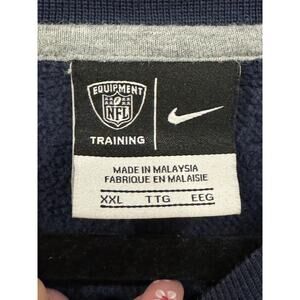 EQUIPMENT
NFL
TRAINING
MADE IN MALAYSIA
FABRIQUE EN MALAISIE
XXL TTG EEG